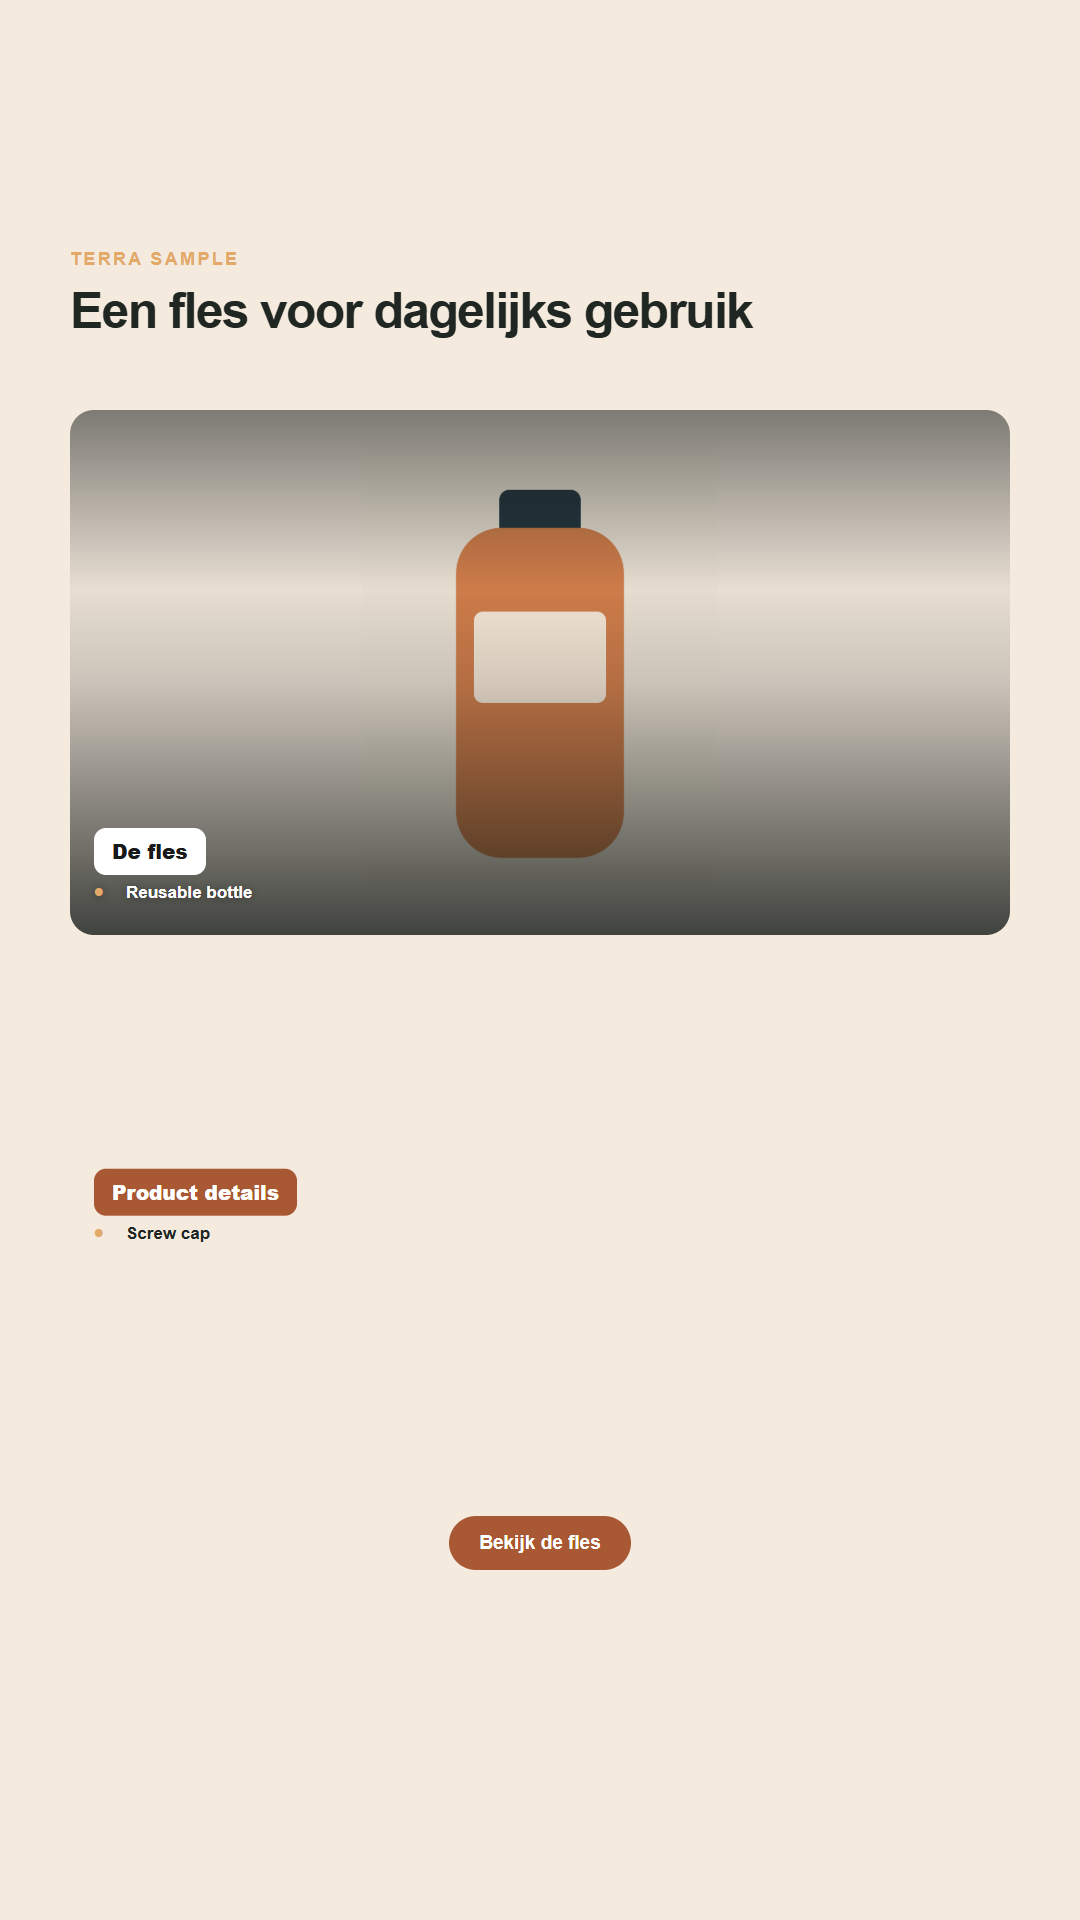 TERRA SAMPLE
Een fles voor dagelijks gebruik
De fles
Reusable bottle
Product details
Screw cap
Bekijk de fles